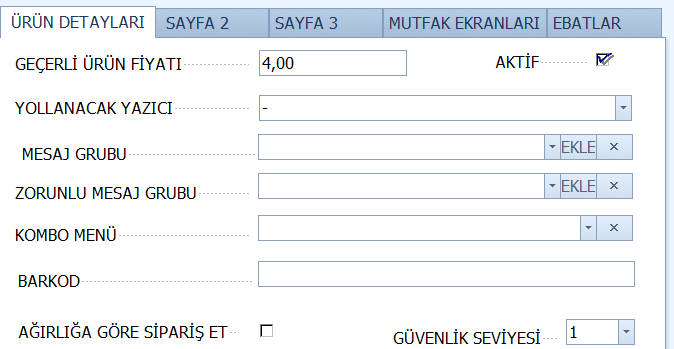 ÜRÜN DETAYLARI SAYFA 2 SAYFA 3 MUTFAK EKRANLARI EBATLAR
GEÇERLİ ÜRÜN FİYATI 4,00 AKTİF
YOLLANACAK YAZICI -
MESAJ GRUBU EKLE ×
ZORUNLU MESAJ GRUBU EKLE ×
KOMBO MENÜ ×
BARKOD
AĞIRLIĞA GÖRE SİPARİŞ ET GÜVENLİK SEVİYESİ 1